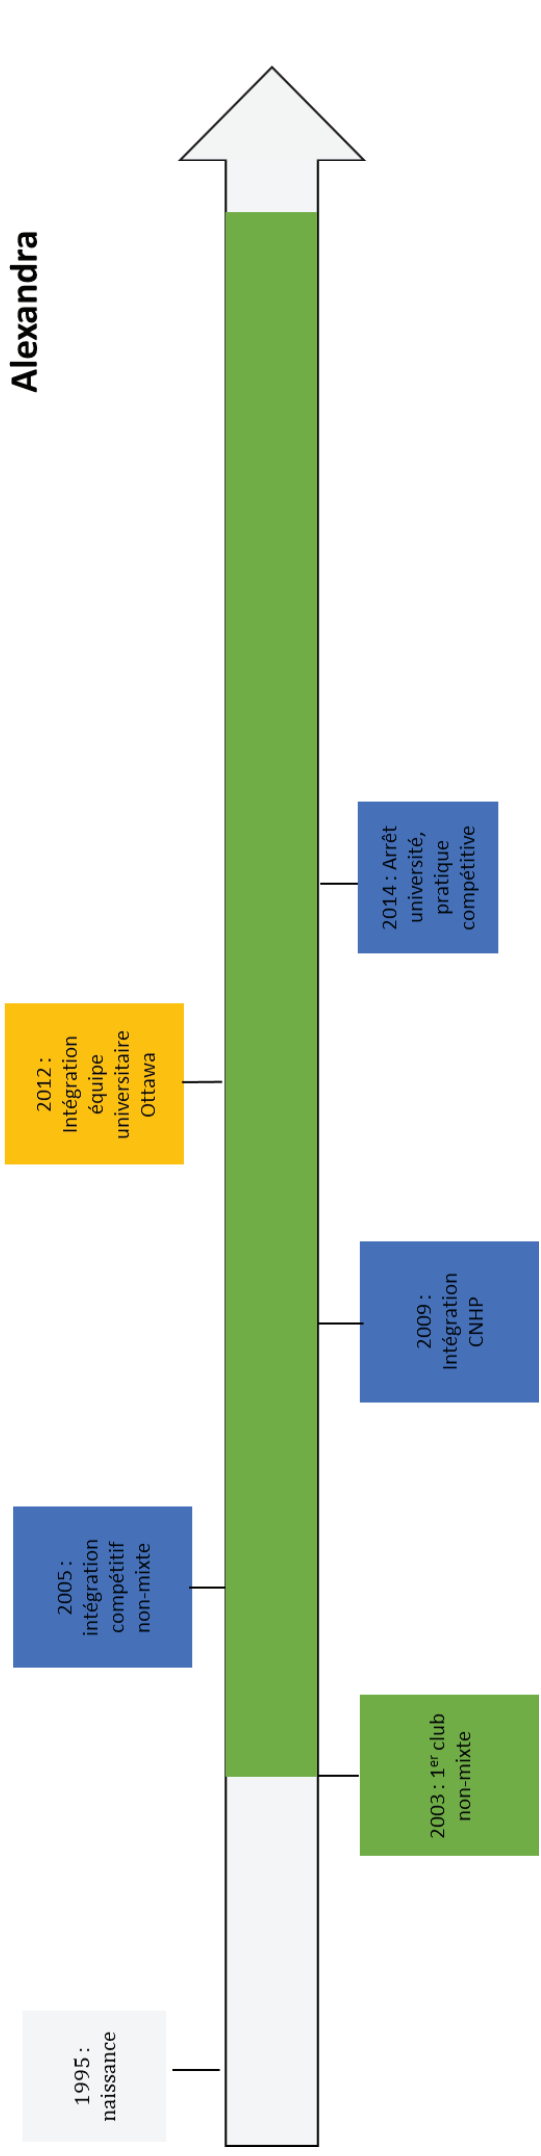 Alexandra
1995 :
naissance
2003 : 1er club
non-mixte
2005 :
intégration
compétitif
non-mixte
2009 :
Intégration
CNHP
2012 :
Intégration
équipe
universitaire
Ottawa
2014 : Arrêt
université,
pratique
compétitive